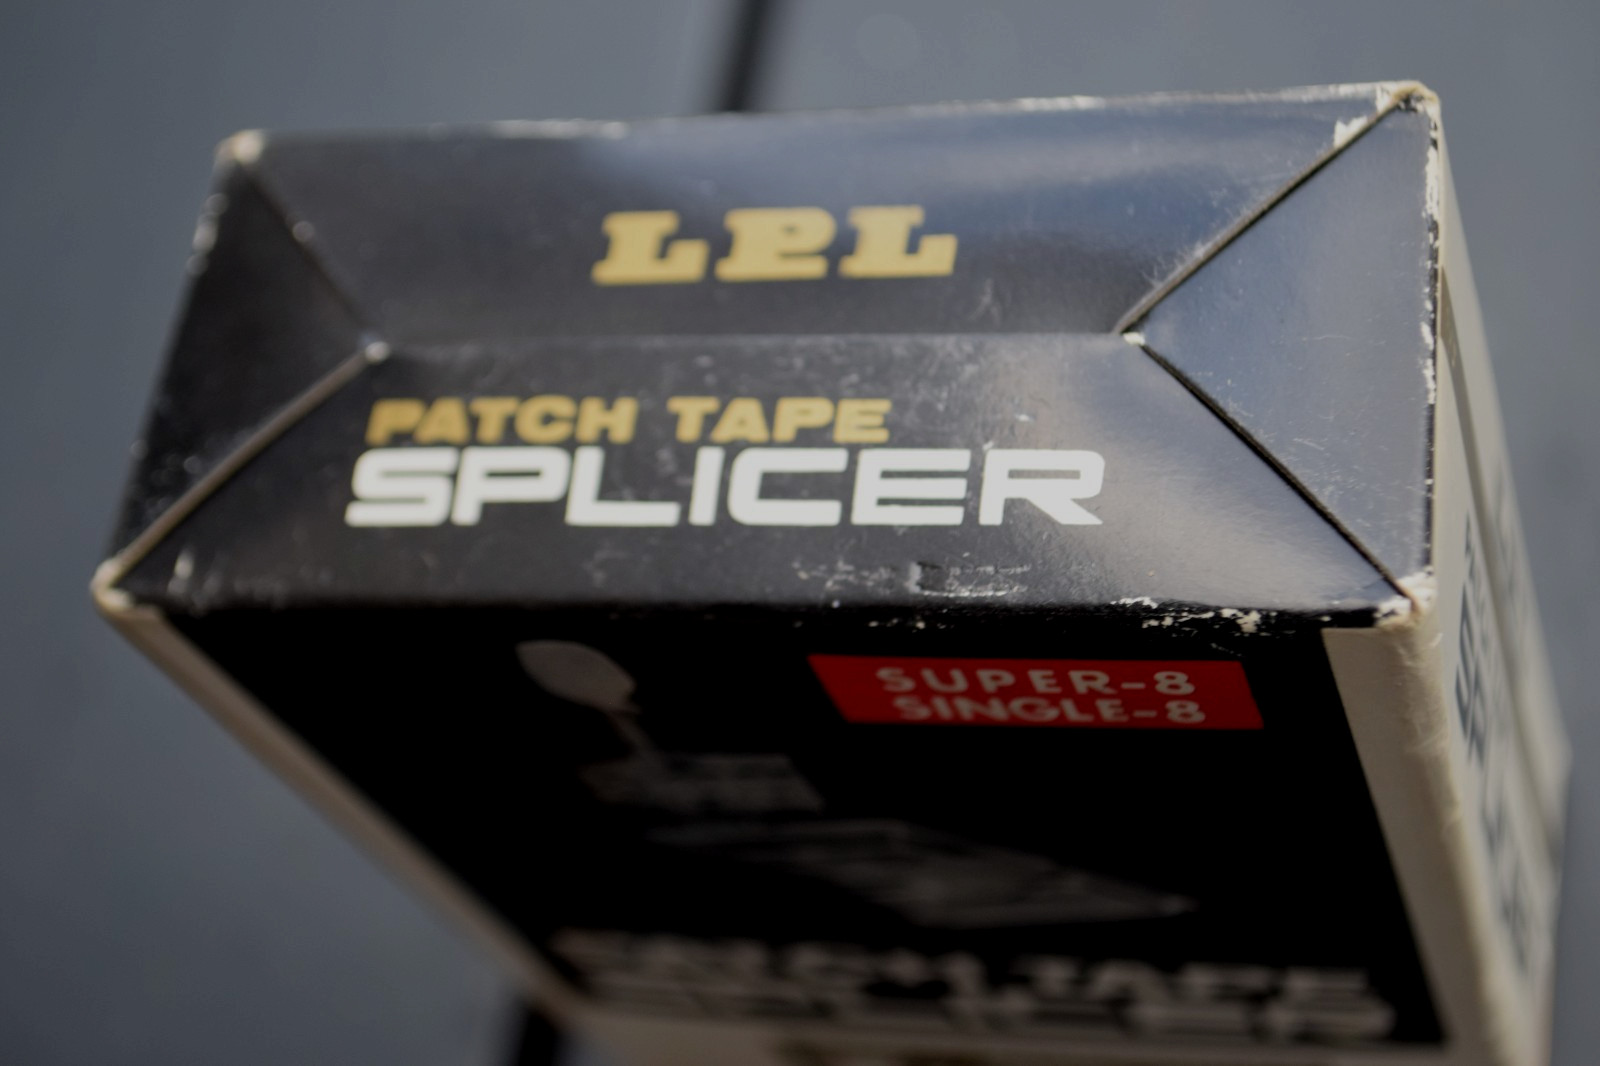 LPL
PATCH TAPE
SPLICER
SUPER-8
SINGLE-8